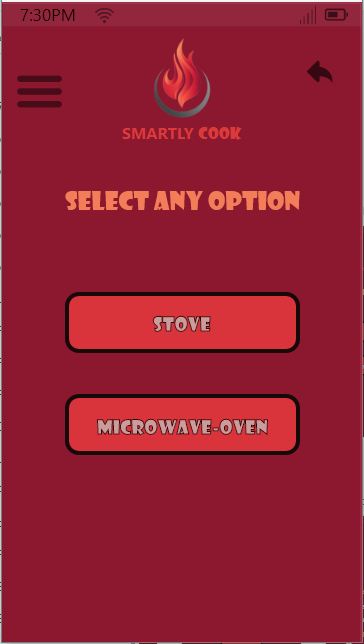 7:30PM
SMARTLY COOK
SELECT ANY OPTION
STOVE
MICROWAVE-OVEN